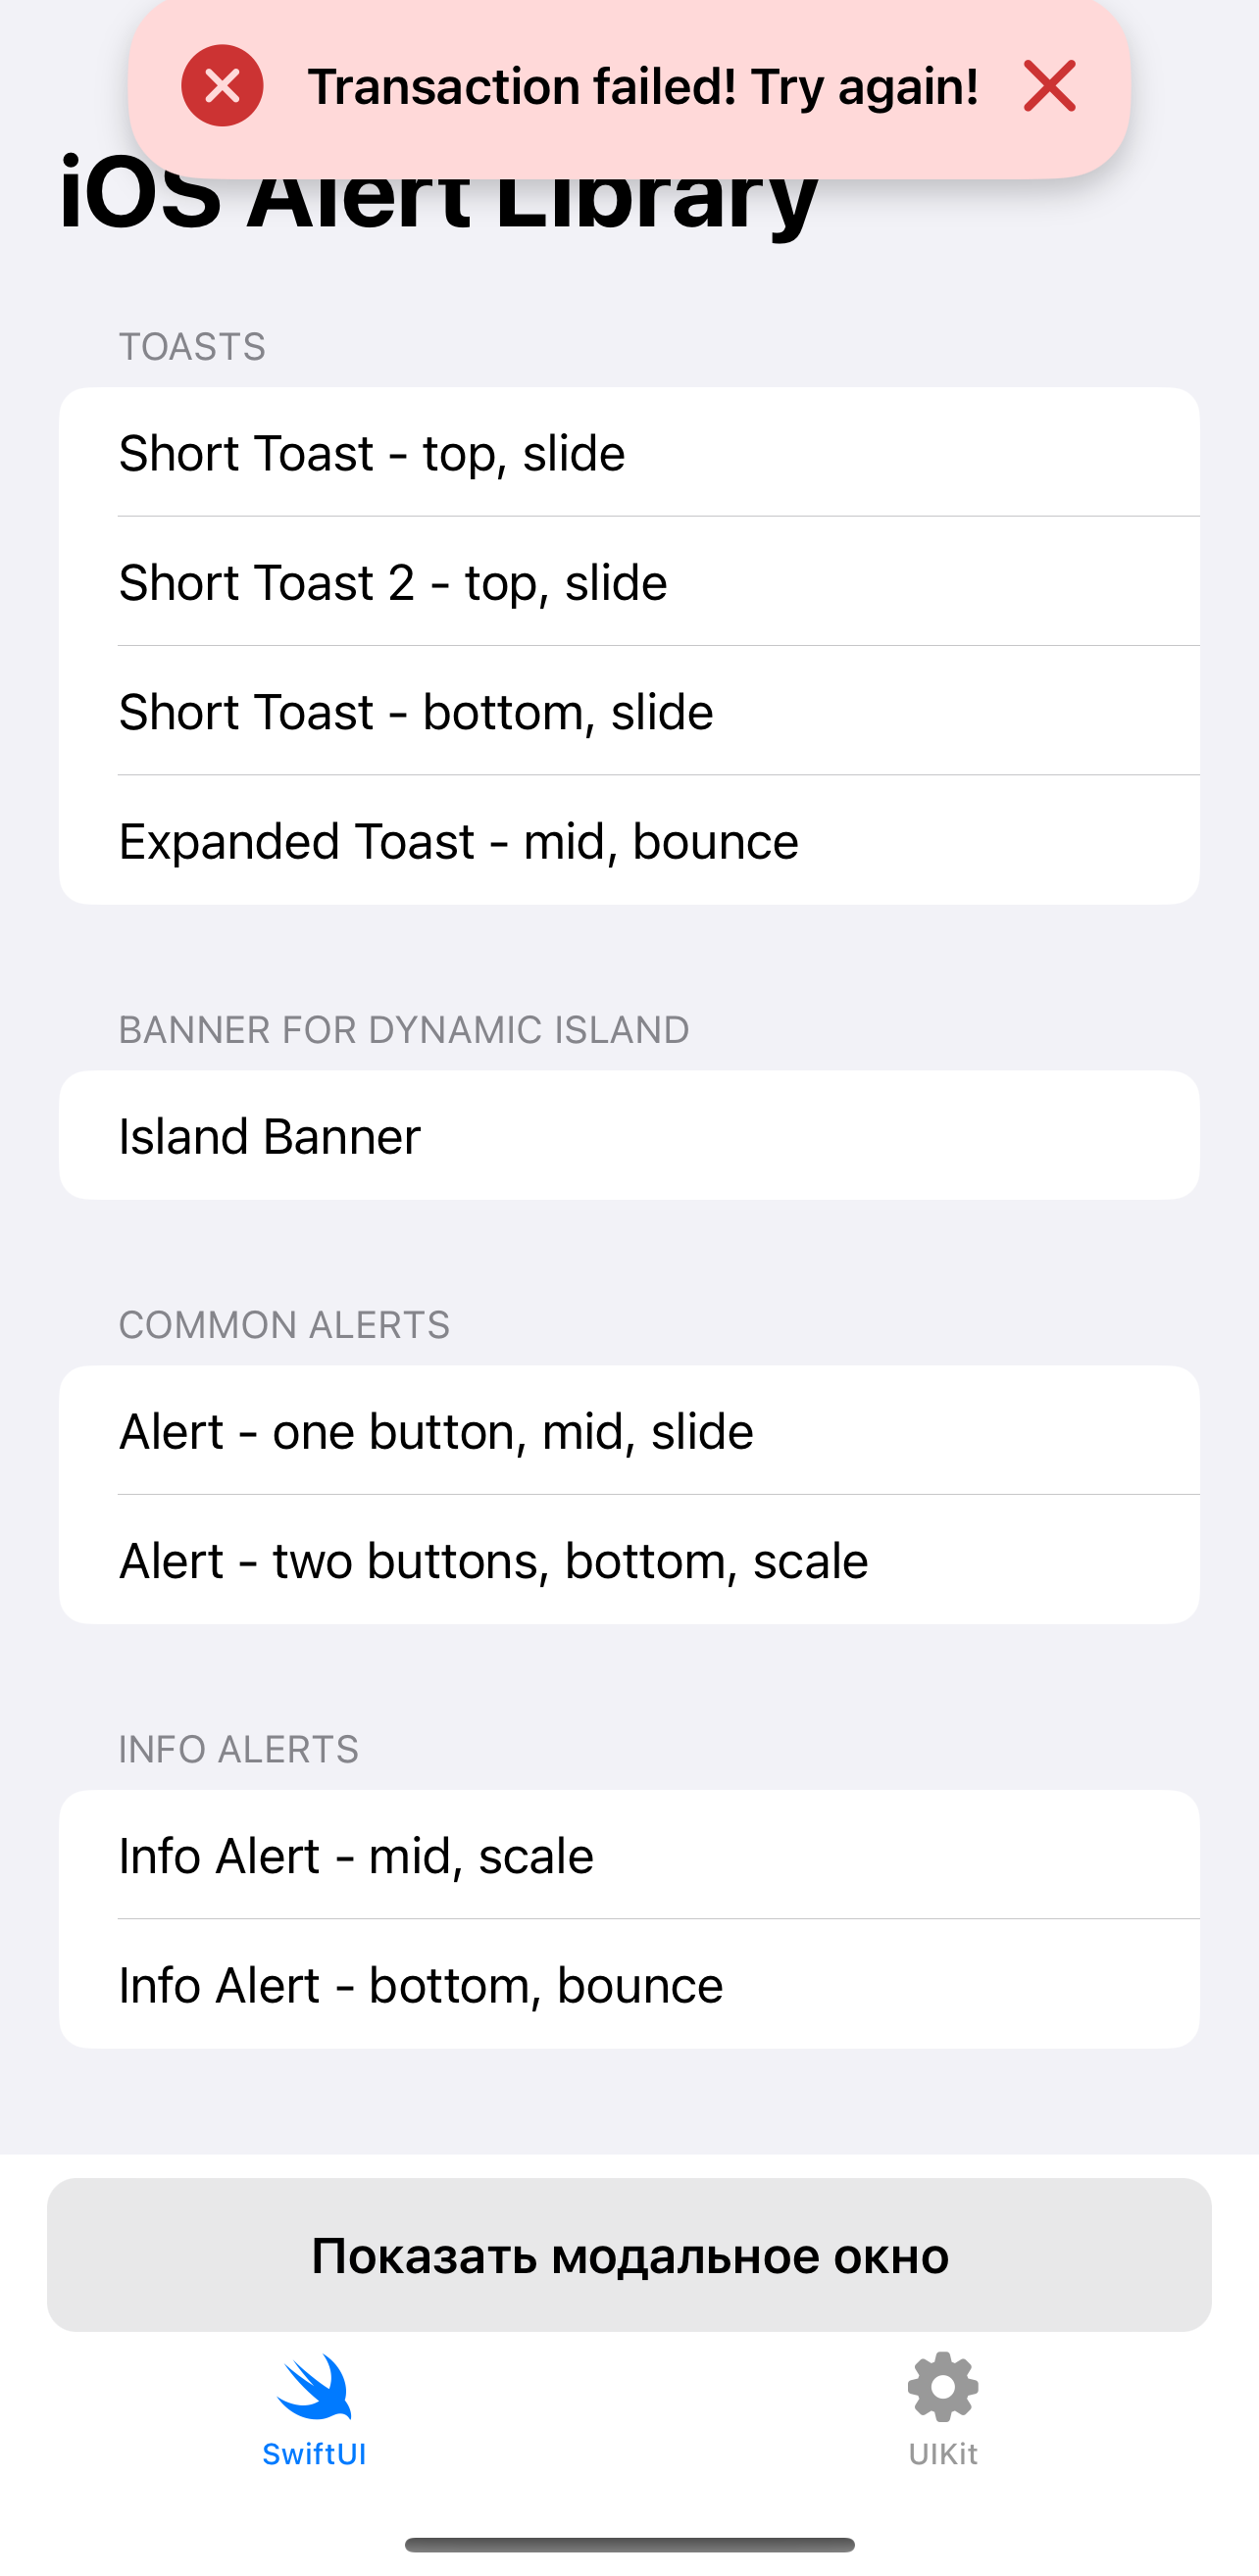 Transaction failed! Try again!
iOS Alert Library
TOASTS
Short Toast - top, slide
Short Toast 2 - top, slide
Short Toast - bottom, slide
Expanded Toast - mid, bounce
BANNER FOR DYNAMIC ISLAND
Island Banner
COMMON ALERTS
Alert - one button, mid, slide
Alert - two buttons, bottom, scale
INFO ALERTS
Info Alert - mid, scale
Info Alert - bottom, bounce
Показать модальное окно
SwiftUI
UIKit